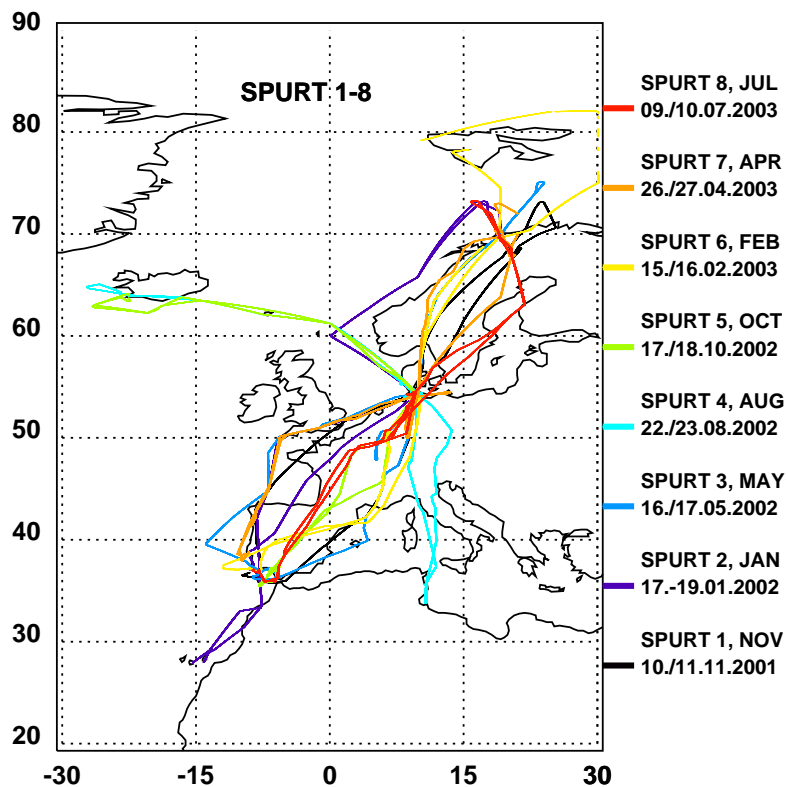 90
80
70
60
50
40
30
20
-30
-15
0
15
30
SPURT 1-8
SPURT 8, JUL
09./10.07.2003
SPURT 7, APR
26./27.04.2003
SPURT 6, FEB
15./16.02.2003
SPURT 5, OCT
17./18.10.2002
SPURT 4, AUG
22./23.08.2002
SPURT 3, MAY
16./17.05.2002
SPURT 2, JAN
17.-19.01.2002
SPURT 1, NOV
10./11.11.2001